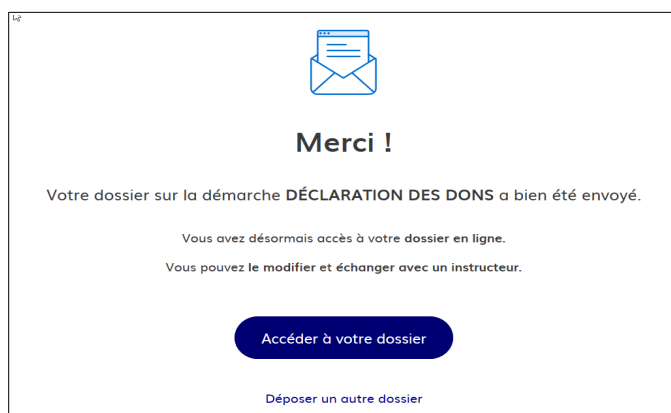 Merci !
Votre dossier sur la démarche DÉCLARATION DES DONS a bien été envoyé.
Vous avez désormais accès à votre dossier en ligne.
Vous pouvez le modifier et échanger avec un instructeur.
Accéder à votre dossier
Déposer un autre dossier